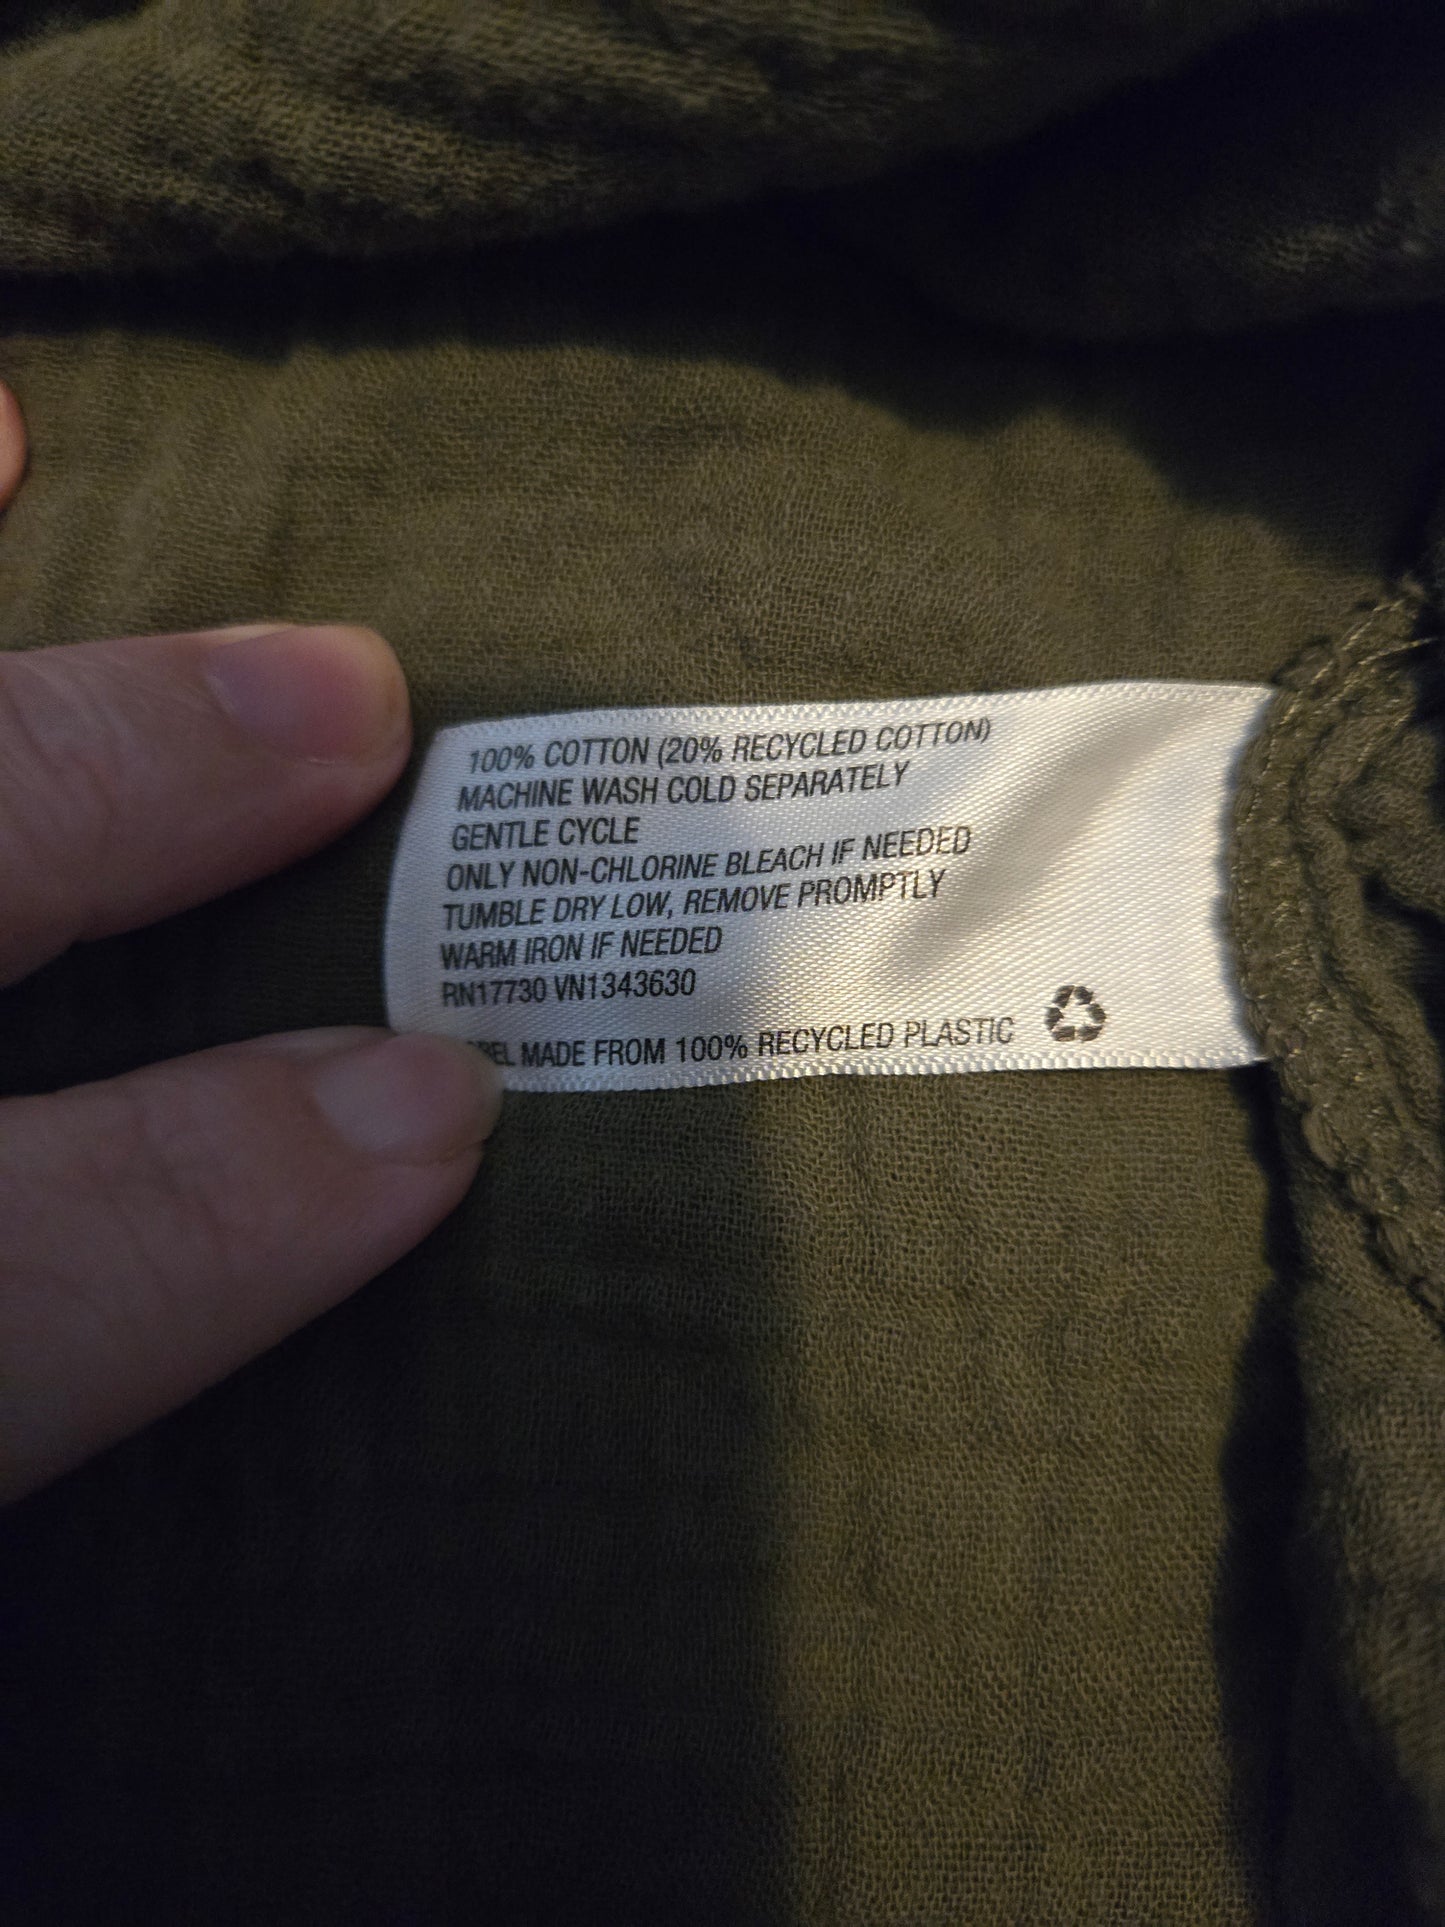 100% COTTON (20% RECYCLED COTTON)
MACHINE WASH COLD SEPARATELY
GENTLE CYCLE
ONLY NON-CHLORINE BLEACH IF NEEDED
TUMBLE DRY LOW, REMOVE PROMPTLY
WARM IRON IF NEEDED
RN17730 VN1343630
MADE FROM 100% RECYCLED PLASTIC